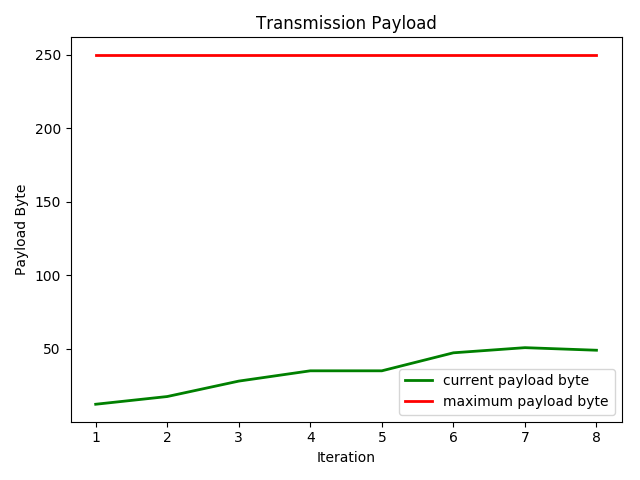 Transmission Payload
250
200
150
100
50
Payload Byte
current payload byte
maximum payload byte
1 2 3 4 5 6 7 8
Iteration